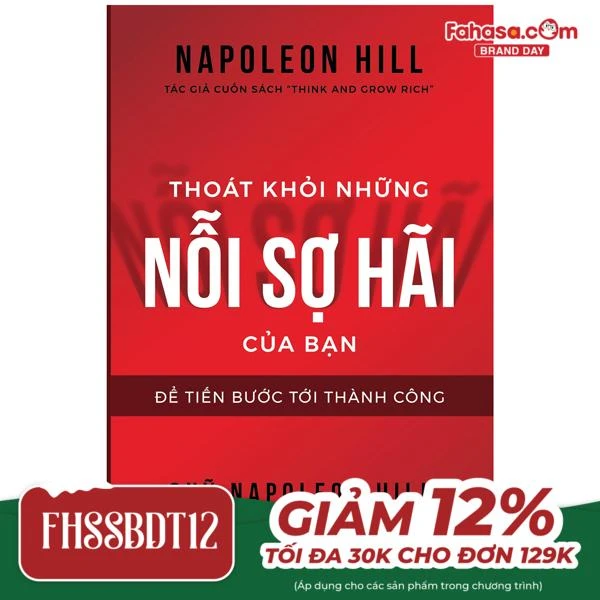 Fahasa.com
BRAND DAY
NAPOLEON HILL
TÁC GIẢ CUỐN SÁCH "THINK AND GROW RICH"
THOÁT KHỎI NHỮNG
NỖI SỢ HÃI
CỦA BẠN
ĐỂ TIẾN BƯỚC TỚI THÀNH CÔNG
NAPOLEON HILL
FHSSBDT12
GIẢM 12%
TỐI ĐA 30K CHO ĐƠN 129K
(Áp dụng cho các sản phẩm trong chương trình)